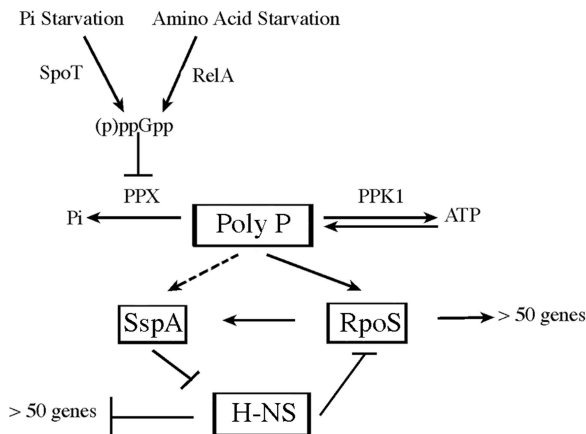 Pi Starvation
Amino Acid Starvation
SpoT
RelA
(p)ppGpp
PPX
PPK1
Pi
Poly P
ATP
SspA
RpoS
> 50 genes
> 50 genes
H-NS